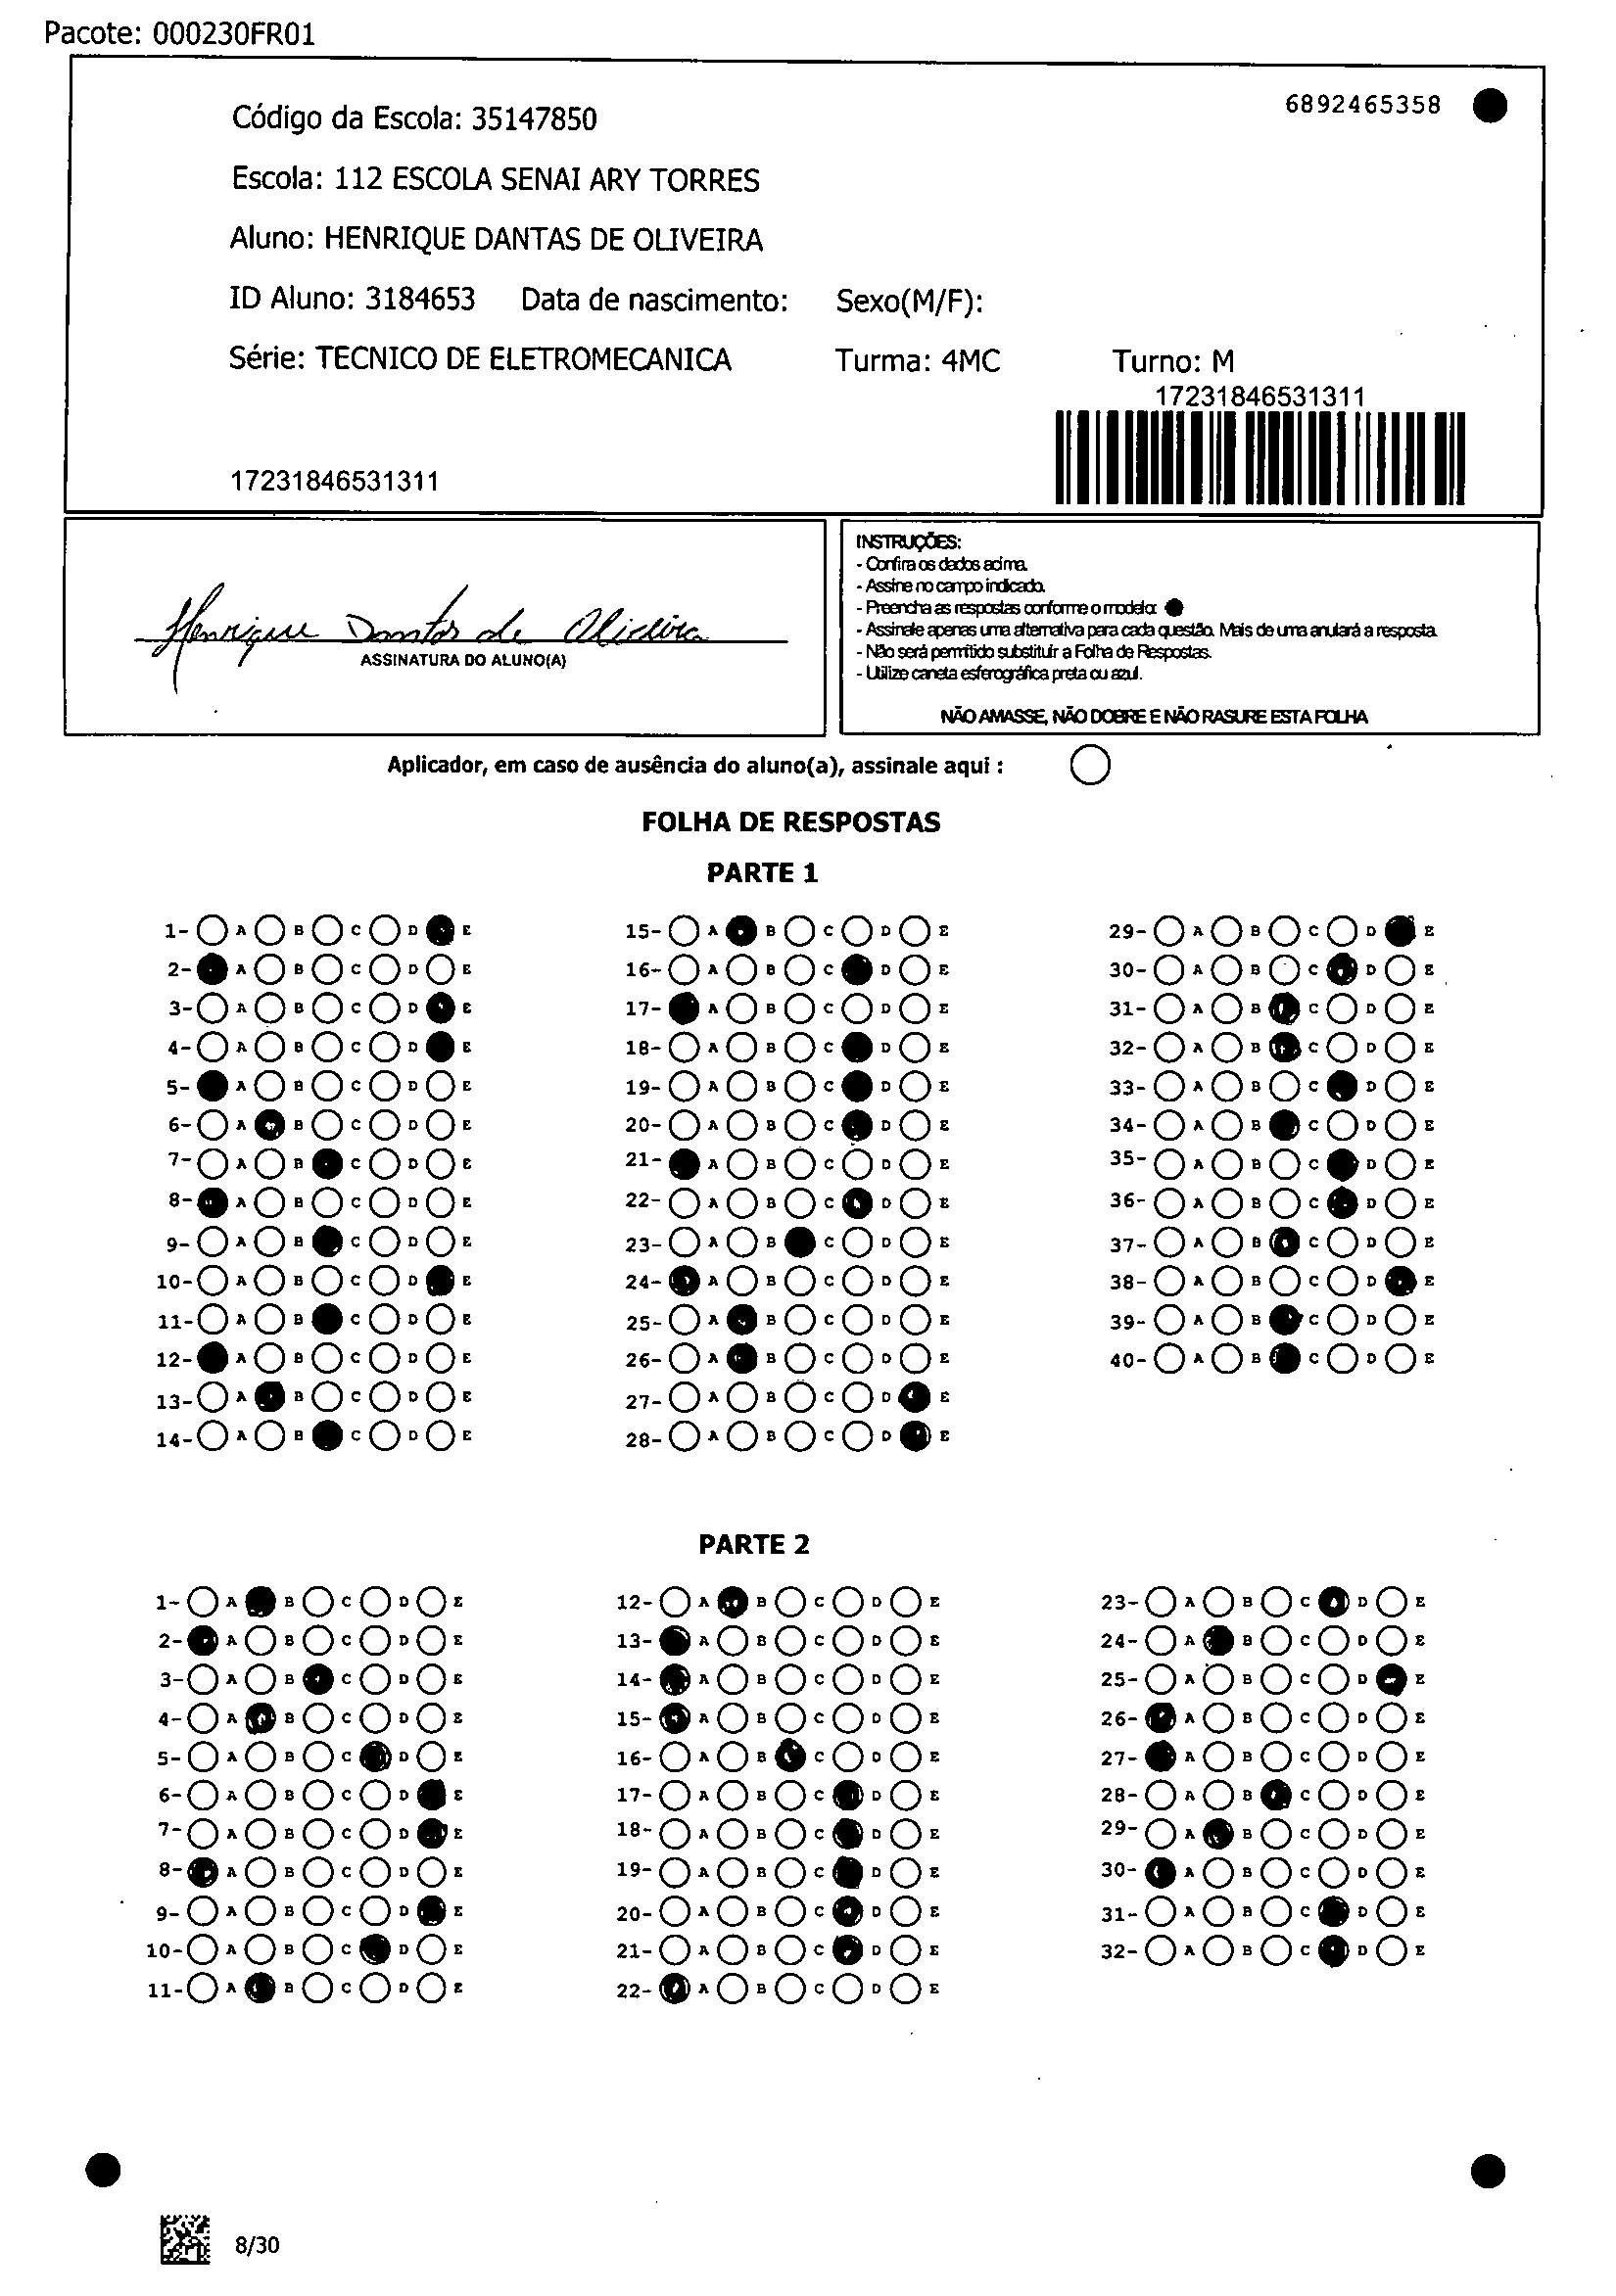 Pacote: 000230FR01
6892465358
Código da Escola: 35147850
Escola: 112 ESCOLA SENAI ARY TORRES
Aluno: HENRIQUE DANTAS DE OLIVEIRA
ID Aluno: 3184653 Data de nascimento: Sexo(M/F):
Série: TECNICO DE ELETROMECANICA Turma: 4MC Turno: M
17231846531311
17231846531311
Henrique Dantas de Oliveira
ASSINATURA DO ALUNO(A)
INSTRUÇÕES:
- Confira os dados acima.
- Assine no campo indicado.
- Preencha as respostas conforme o modelo:
- Assinale apenas uma alternativa para cada questão. Mais de uma anulará a resposta.
- Não será permitido substituir a Folha de Respostas.
- Utilize caneta esferográfica preta ou azul.
NÃO AMASSE, NÃO DOBRE E NÃO RASURE ESTA FOLHA
Aplicador, em caso de ausência do aluno(a), assinale aqui :
FOLHA DE RESPOSTAS
PARTE 1
1- A B C D E
2- A B C D E
3- A B C D E
4- A B C D E
5- A B C D E
6- A B C D E
7- A B C D E
8- A B C D E
9- A B C D E
10- A B C D E
11- A B C D E
12- A B C D E
13- A B C D E
14- A B C D E
15- A B C D E
16- A B C D E
17- A B C D E
18- A B C D E
19- A B C D E
20- A B C D E
21- A B C D E
22- A B C D E
23- A B C D E
24- A B C D E
25- A B C D E
26- A B C D E
27- A B C D E
28- A B C D E
29- A B C D E
30- A B C D E
31- A B C D E
32- A B C D E
33- A B C D E
34- A B C D E
35- A B C D E
36- A B C D E
37- A B C D E
38- A B C D E
39- A B C D E
40- A B C D E
PARTE 2
1- A B C D E
2- A B C D E
3- A B C D E
4- A B C D E
5- A B C D E
6- A B C D E
7- A B C D E
8- A B C D E
9- A B C D E
10- A B C D E
11- A B C D E
12- A B C D E
13- A B C D E
14- A B C D E
15- A B C D E
16- A B C D E
17- A B C D E
18- A B C D E
19- A B C D E
20- A B C D E
21- A B C D E
22- A B C D E
23- A B C D E
24- A B C D E
25- A B C D E
26- A B C D E
27- A B C D E
28- A B C D E
29- A B C D E
30- A B C D E
31- A B C D E
32- A B C D E
8/30